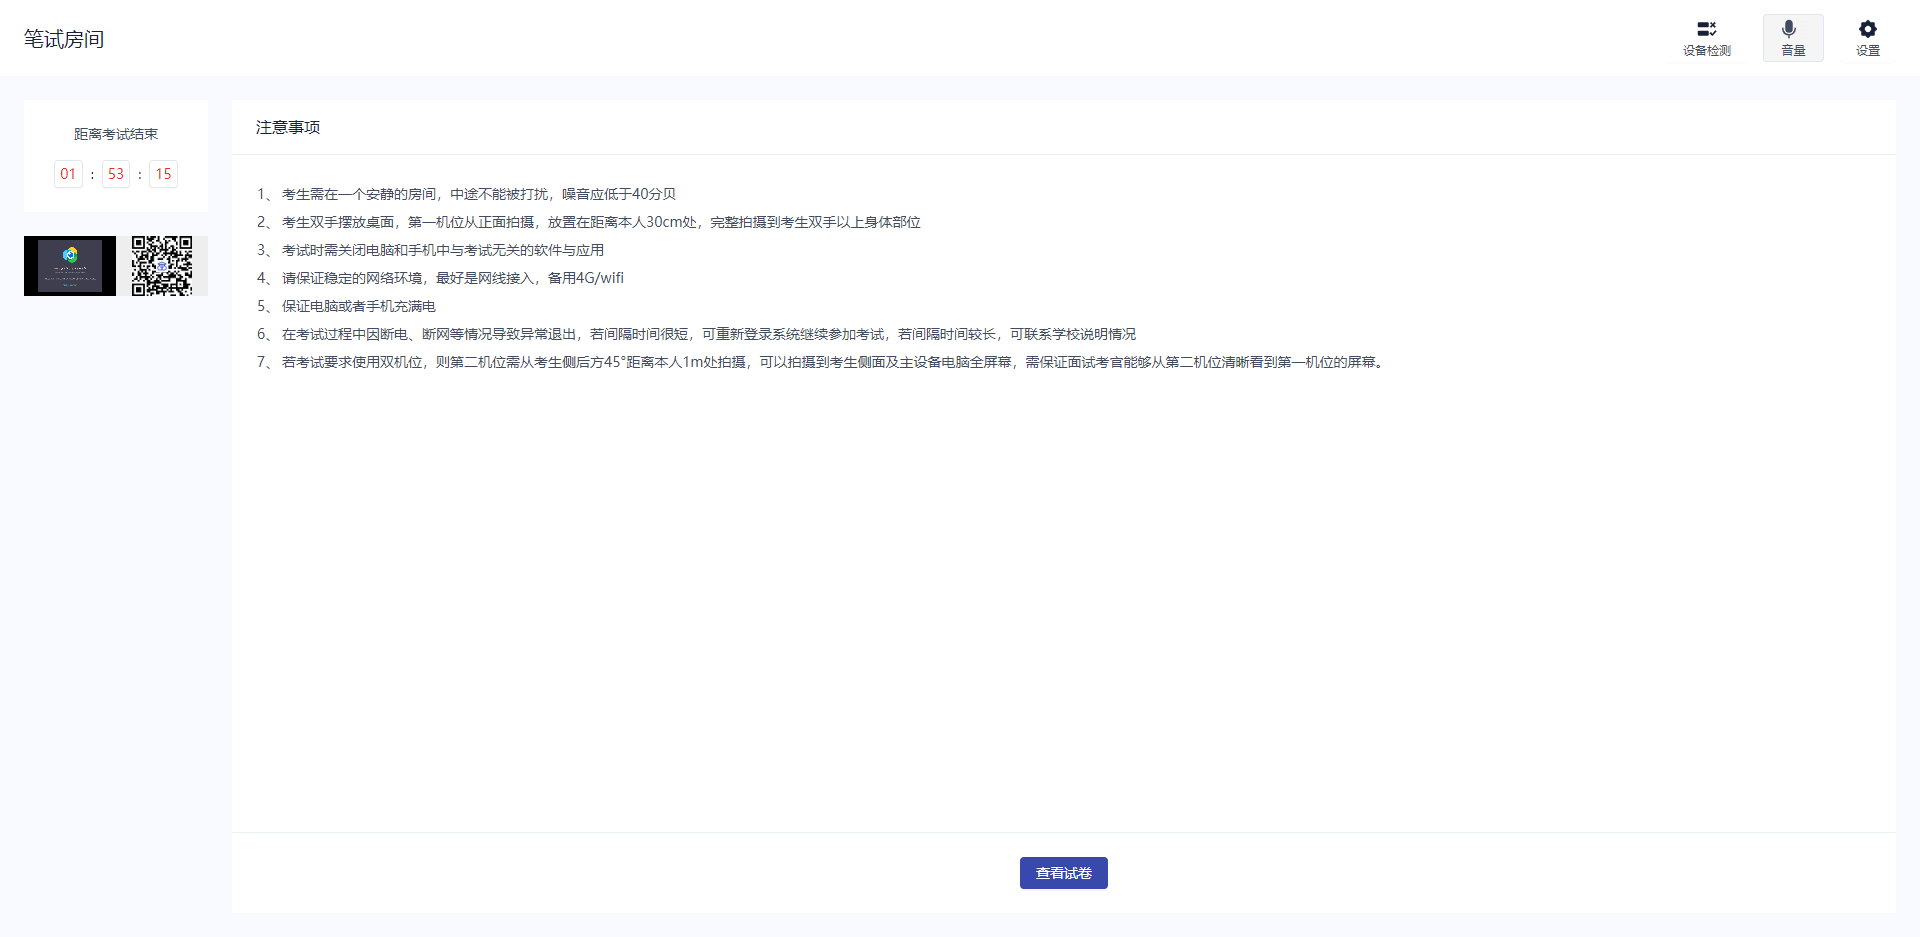 笔试房间
设备检测
音量
设置
距离考试结束
01 : 53 : 15
注意事项
1、 考生需在一个安静的房间，中途不能被打扰，噪音应低于40分贝
2、 考生双手摆放桌面，第一机位从正面拍摄，放置在距离本人30cm处，完整拍摄到考生双手以上身体部位
3、 考试时需关闭电脑和手机中与考试无关的软件与应用
4、 请保证稳定的网络环境，最好是网线接入，备用4G/wifi
5、 保证电脑或者手机充满电
6、 在考试过程中因断电、断网等情况导致异常退出，若间隔时间很短，可重新登录系统继续参加考试，若间隔时间较长，可联系学校说明情况
7、 若考试要求使用双机位，则第二机位需从考生侧后方45°距离本人1m处拍摄，可以拍摄到考生侧面及主设备电脑全屏幕，需保证面试考官能够从第二机位清晰看到第一机位的屏幕。
查看试卷